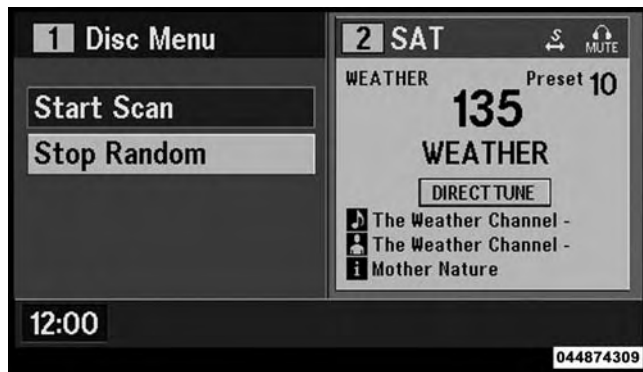 1 Disc Menu
Start Scan
Stop Random
2 SAT
S
MUTE
WEATHER
Preset 10
135
WEATHER
DIRECT TUNE
The Weather Channel -
The Weather Channel -
i Mother Nature
12:00
044874309